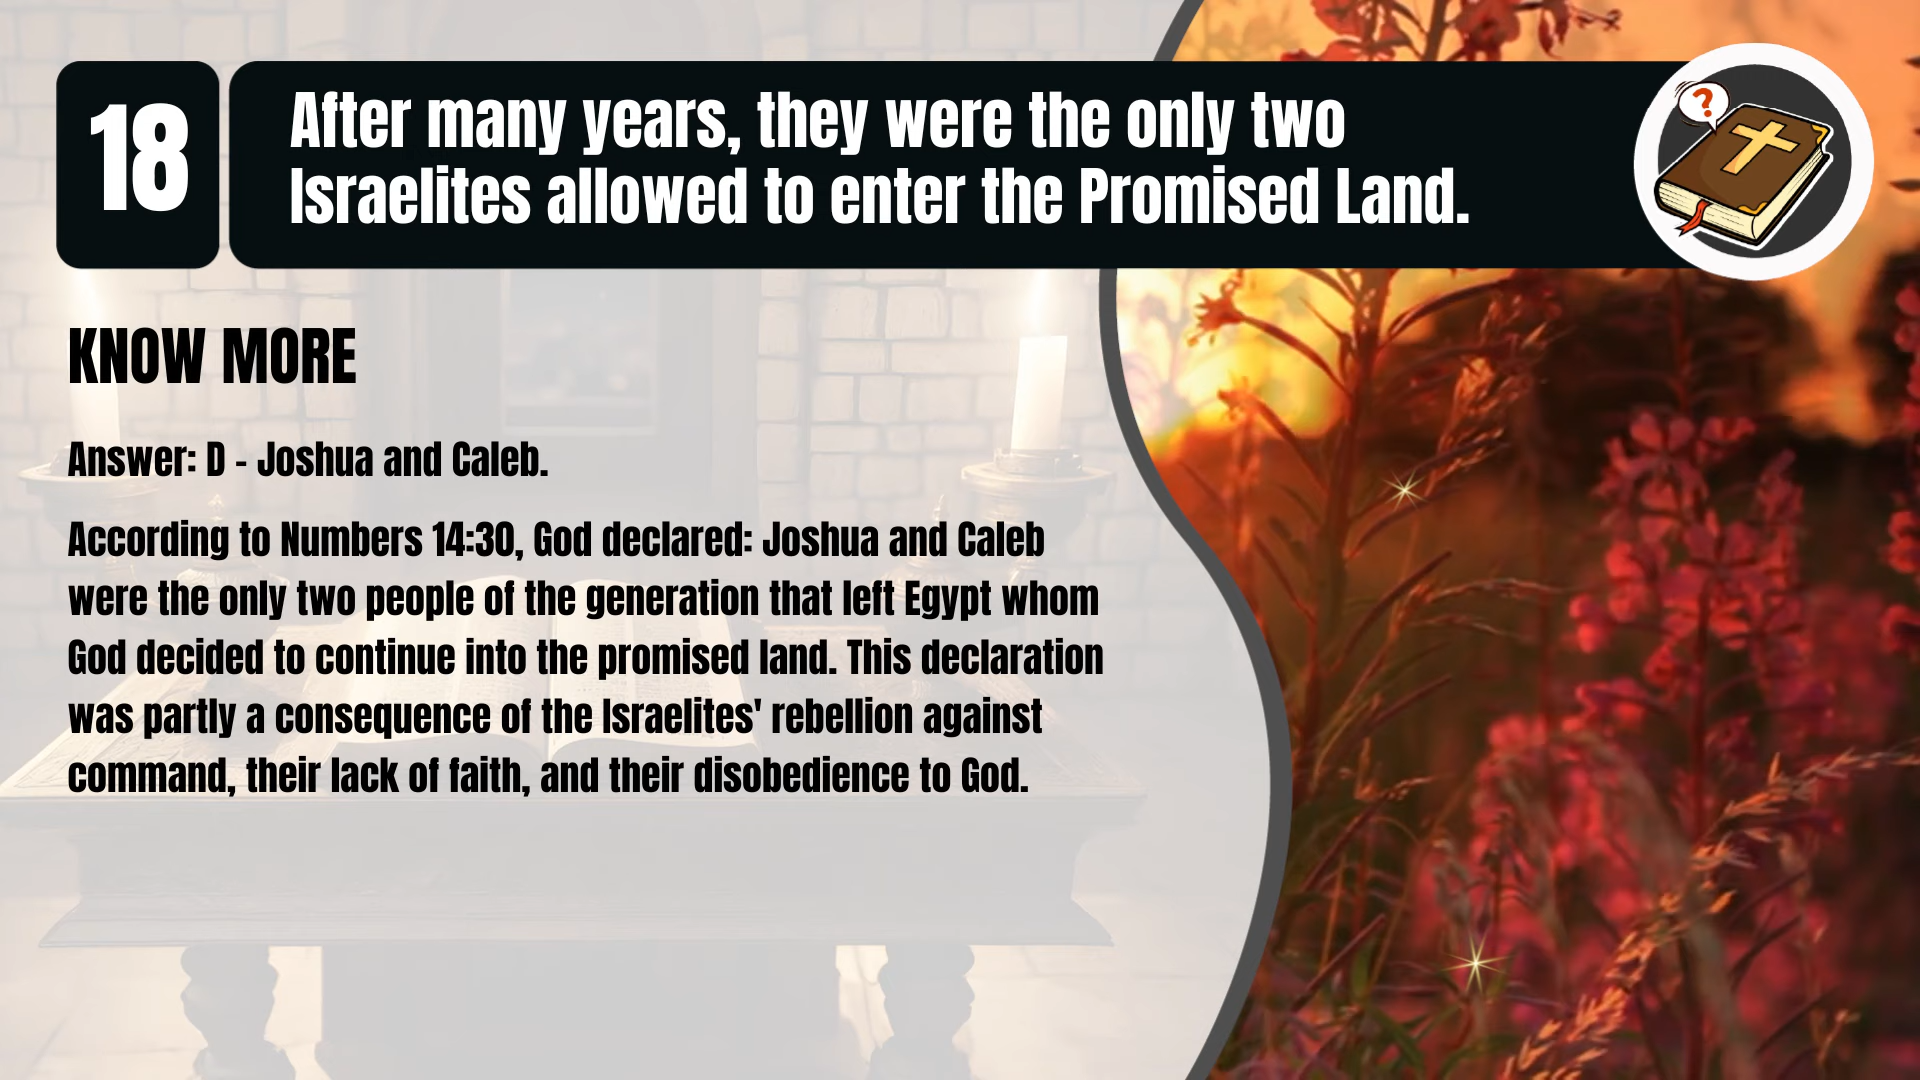 18
After many years, they were the only two
Israelites allowed to enter the Promised Land.
?
KNOW MORE
Answer: D - Joshua and Caleb.
According to Numbers 14:30, God declared: Joshua and Caleb
were the only two people of the generation that left Egypt whom
God decided to continue into the promised land. This declaration
was partly a consequence of the Israelites' rebellion against
command, their lack of faith, and their disobedience to God.